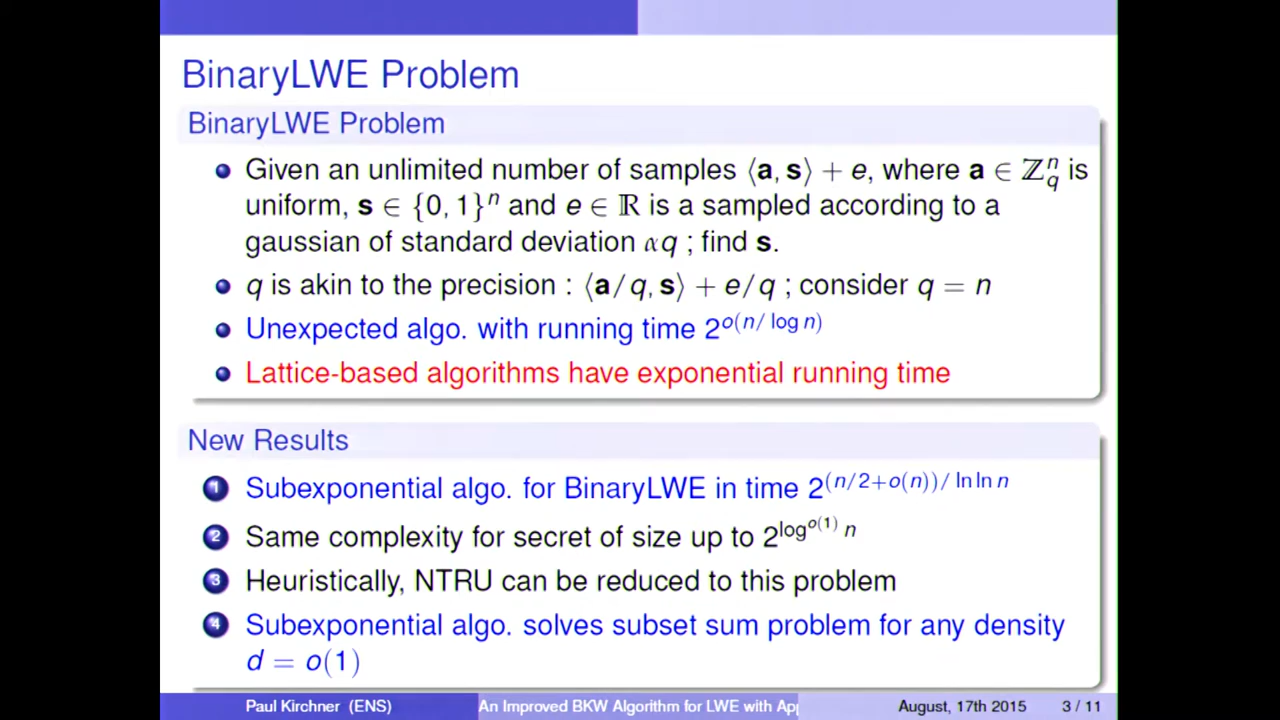 BinaryLWE Problem
BinaryLWE Problem
Given an unlimited number of samples ⟨a, s⟩ + e, where a ∈ ℤ_q^n is
uniform, s ∈ {0, 1}^n and e ∈ ℝ is a sampled according to a
gaussian of standard deviation αq ; find s.
q is akin to the precision : ⟨a/q, s⟩ + e/q ; consider q = n
Unexpected algo. with running time 2^{o(n/ log n)}
Lattice-based algorithms have exponential running time
New Results
1 Subexponential algo. for BinaryLWE in time 2^{(n/2+o(n))/ ln ln n}
2 Same complexity for secret of size up to 2^{log^{o(1)} n}
3 Heuristically, NTRU can be reduced to this problem
4 Subexponential algo. solves subset sum problem for any density
d = o(1)
Paul Kirchner (ENS) An Improved BKW Algorithm for LWE with App August, 17th 2015 3 / 11